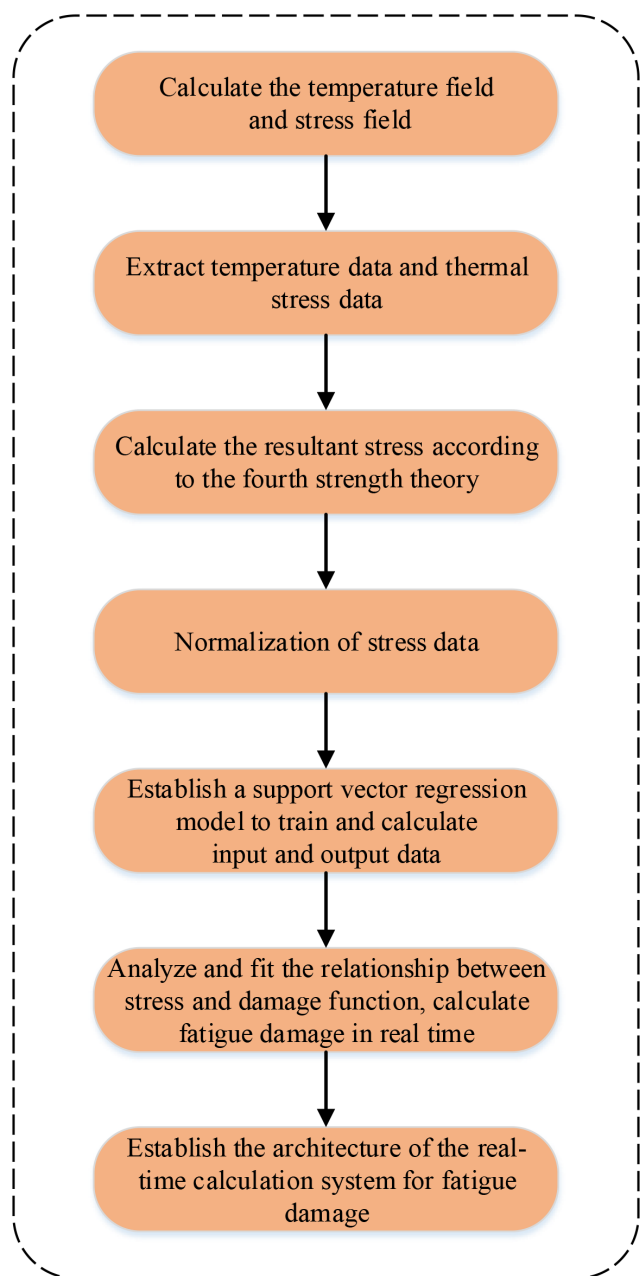 Calculate the temperature field
and stress field
Extract temperature data and thermal
stress data
Calculate the resultant stress according
to the fourth strength theory
Normalization of stress data
Establish a support vector regression
model to train and calculate
input and output data
Analyze and fit the relationship between
stress and damage function, calculate
fatigue damage in real time
Establish the architecture of the real-
time calculation system for fatigue
damage